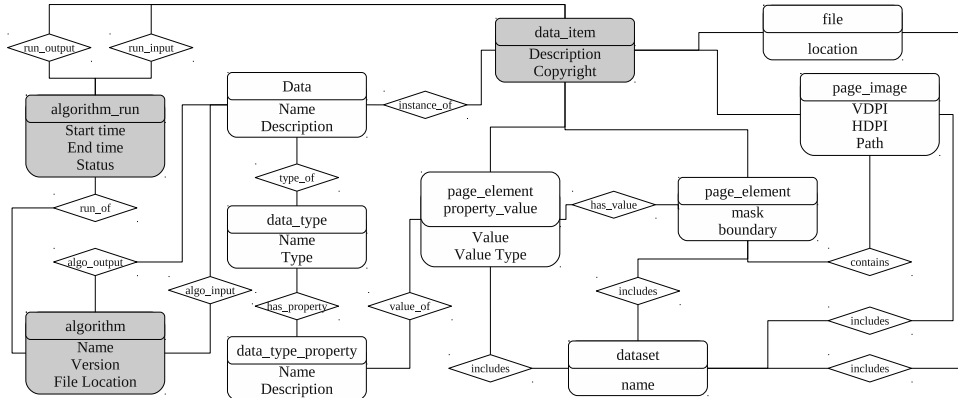 file
location
data_item
Description
Copyright
run_output
run_input
page_image
VDPI
HDPI
Path
Data
Name
Description
instance_of
algorithm_run
Start time
End time
Status
type_of
page_element
property_value
Value
Value Type
has_value
page_element
mask
boundary
run_of
data_type
Name
Type
algo_output
contains
algo_input
includes
has_property
value_of
includes
algorithm
Name
Version
File Location
data_type_property
Name
Description
includes
dataset
name
includes